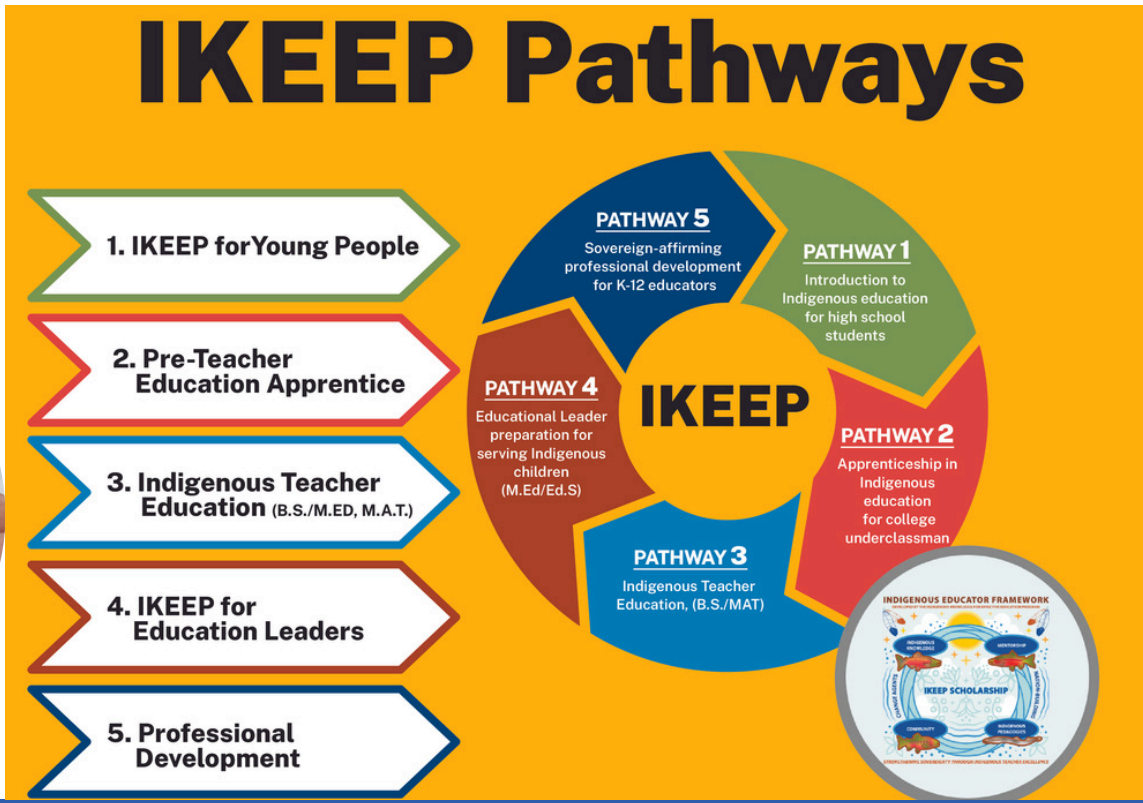 IKEEP Pathways
1. IKEEP forYoung People
2. Pre-Teacher
Education Apprentice
3. Indigenous Teacher
Education (B.S./M.ED, M.A.T.)
4. IKEEP for
Education Leaders
5. Professional
Development
PATHWAY 5
Sovereign-affirming
professional development
for K-12 educators
PATHWAY 1
Introduction to
Indigenous education
for high school
students
PATHWAY 4
Educational Leader
preparation for
serving Indigenous
children
(M.Ed/Ed.S)
IKEEP
PATHWAY 2
Apprenticeship in
Indigenous
education
for college
underclassman
PATHWAY 3
Indigenous Teacher
Education, (B.S./MAT)
INDIGENOUS EDUCATOR FRAMEWORK
INDIGENOUS
KNOWLEDGE
MENTORSHIP
CHANGE AGENTS
IKEEP SCHOLARSHIP
NATION-BUILDING
COMMUNITY
INDIGENOUS
PEDAGOGIES